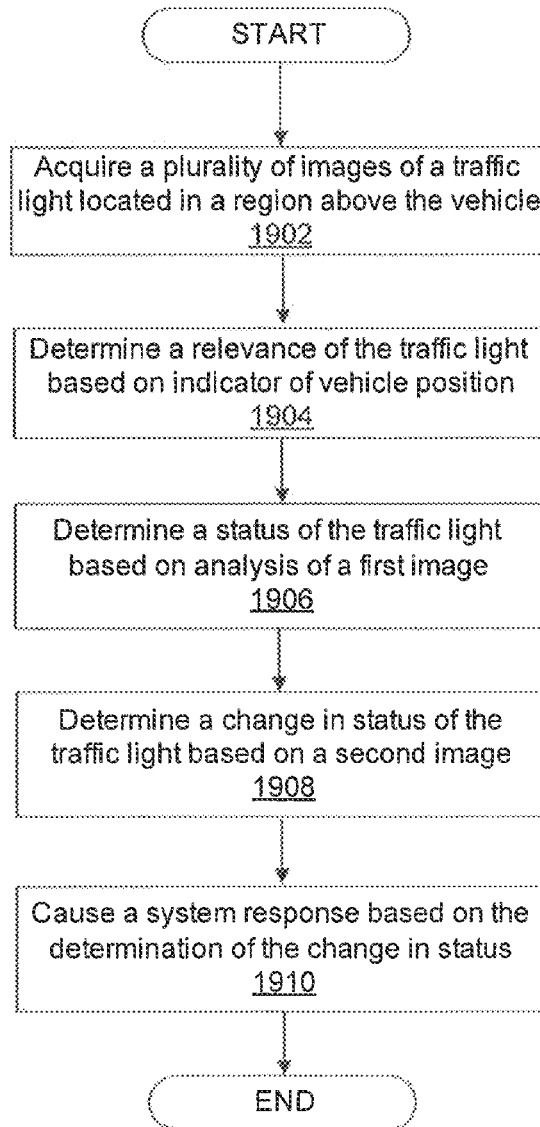 START
Acquire a plurality of images of a traffic
light located in a region above the vehicle
1902
Determine a relevance of the traffic light
based on indicator of vehicle position
1904
Determine a status of the traffic light
based on analysis of a first image
1906
Determine a change in status of the
traffic light based on a second image
1908
Cause a system response based on the
determination of the change in status
1910
END